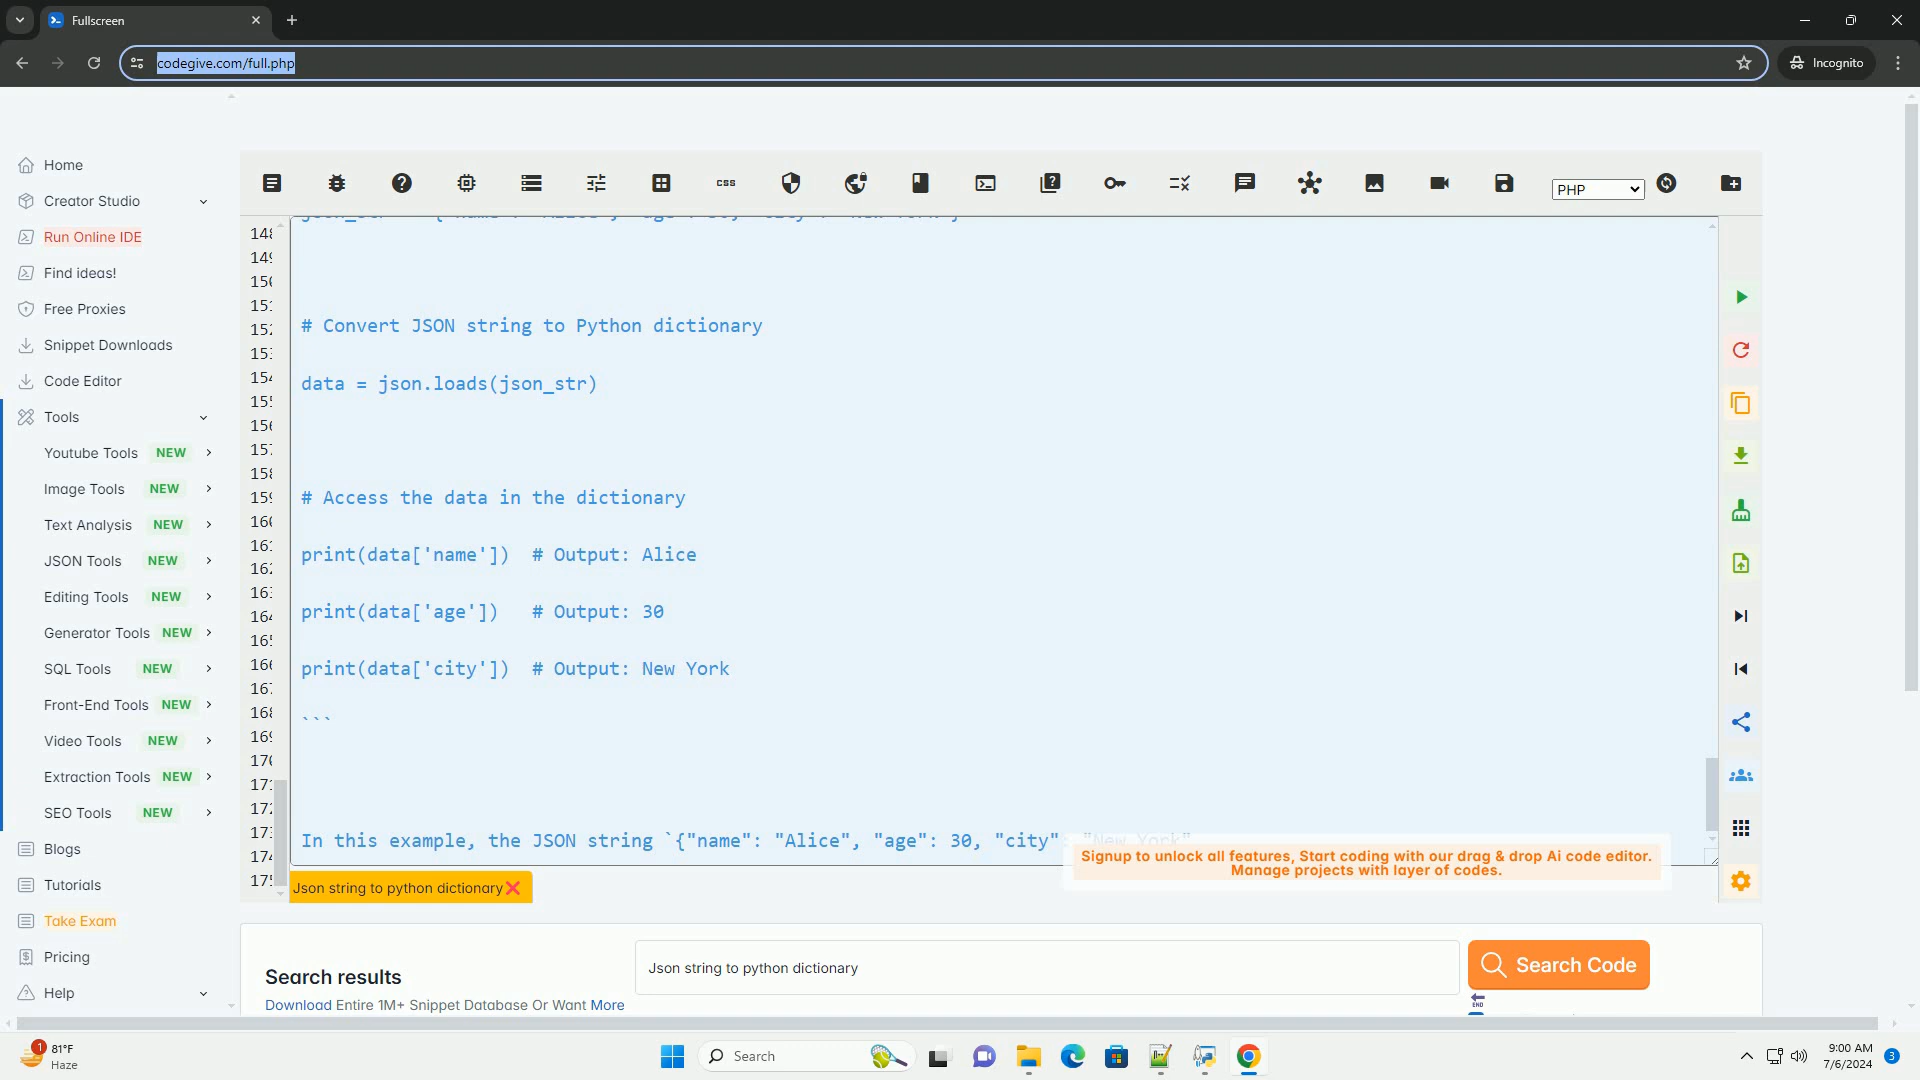 Fullscreen
codegive.com/full.php
Incognito
Home
Creator Studio
Run Online IDE
Find ideas!
Free Proxies
Snippet Downloads
Code Editor
Tools
Youtube Tools NEW
Image Tools NEW
Text Analysis NEW
JSON Tools NEW
Editing Tools NEW
Generator Tools NEW
SQL Tools NEW
Front-End Tools NEW
Video Tools NEW
Extraction Tools NEW
SEO Tools NEW
Blogs
Tutorials
Take Exam
Pricing
Help
css
PHP
# Convert JSON string to Python dictionary
data = json.loads(json_str)
# Access the data in the dictionary
print(data['name'])  # Output: Alice
print(data['age'])   # Output: 30
print(data['city'])  # Output: New York
```
In this example, the JSON string `{"name": "Alice", "age": 30, "city": "New York"
Signup to unlock all features, Start coding with our drag & drop Ai code editor.
Manage projects with layer of codes.
Json string to python dictionary
Search results
Download Entire 1M+ Snippet Database Or Want More
Json string to python dictionary
Search Code
END
1
81°F
Haze
Search
9:00 AM
7/6/2024
3